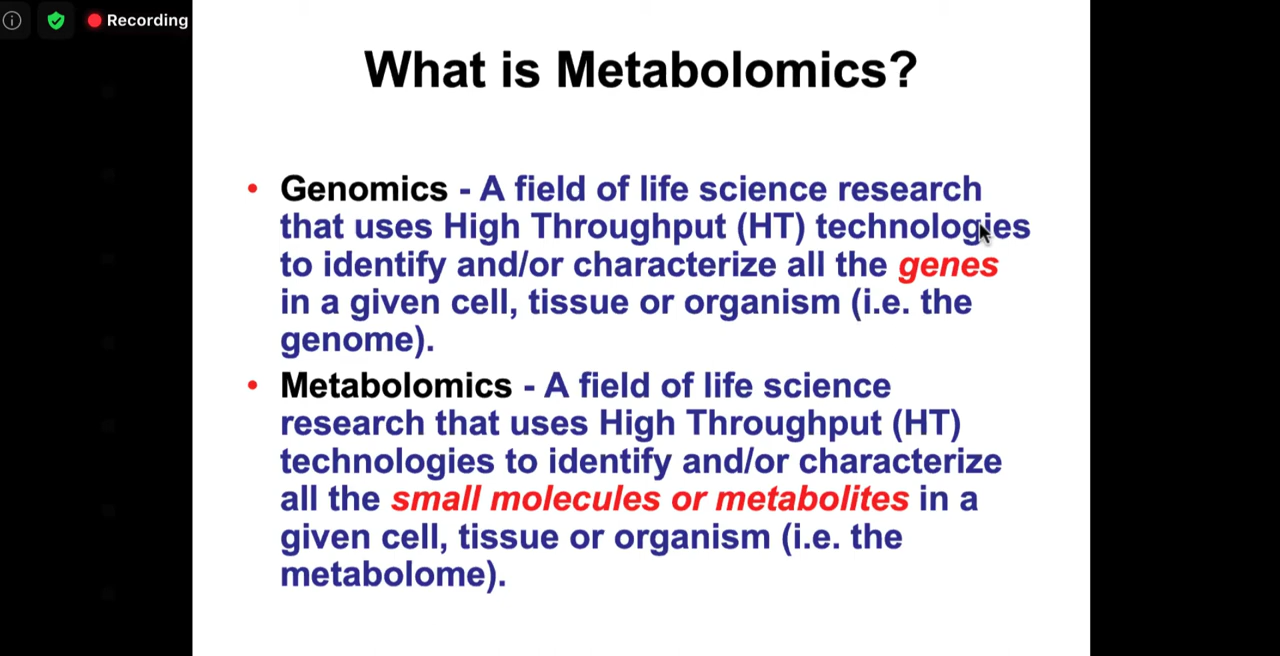 Recording
What is Metabolomics?
• Genomics - A field of life science research
that uses High Throughput (HT) technologies
to identify and/or characterize all the genes
in a given cell, tissue or organism (i.e. the
genome).
• Metabolomics - A field of life science
research that uses High Throughput (HT)
technologies to identify and/or characterize
all the small molecules or metabolites in a
given cell, tissue or organism (i.e. the
metabolome).